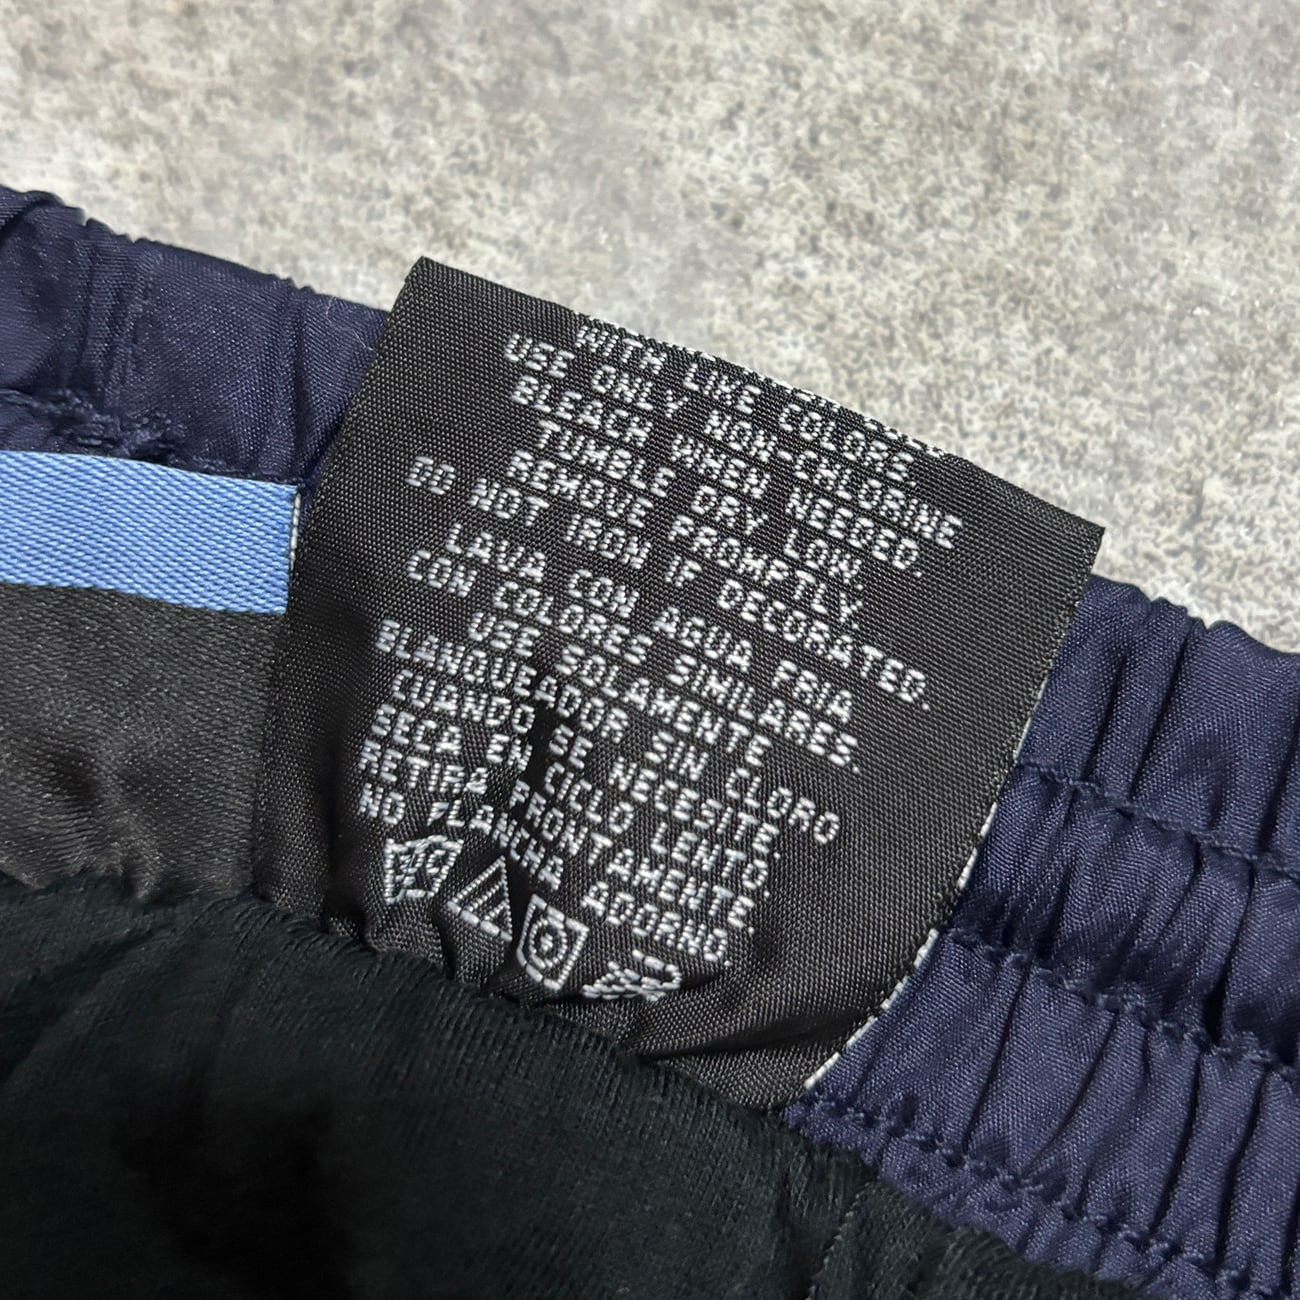 WITH LIKE COLORS.
USE ONLY NON-CHLORINE
BLEACH WHEN NEEDED.
TUMBLE DRY LOW.
REMOVE PROMPTLY.
DO NOT IRON IF DECORATED.
LAVA CON AGUA FRIA
CON COLORES SIMILARES.
USE SOLAMENTE
BLANQUEADOR SIN CLORO
CUANDO SE NECESITE.
SECA EN CICLO LENTO.
RETIRA PRONTAMENTE.
NO PLANCHA ADORNO.